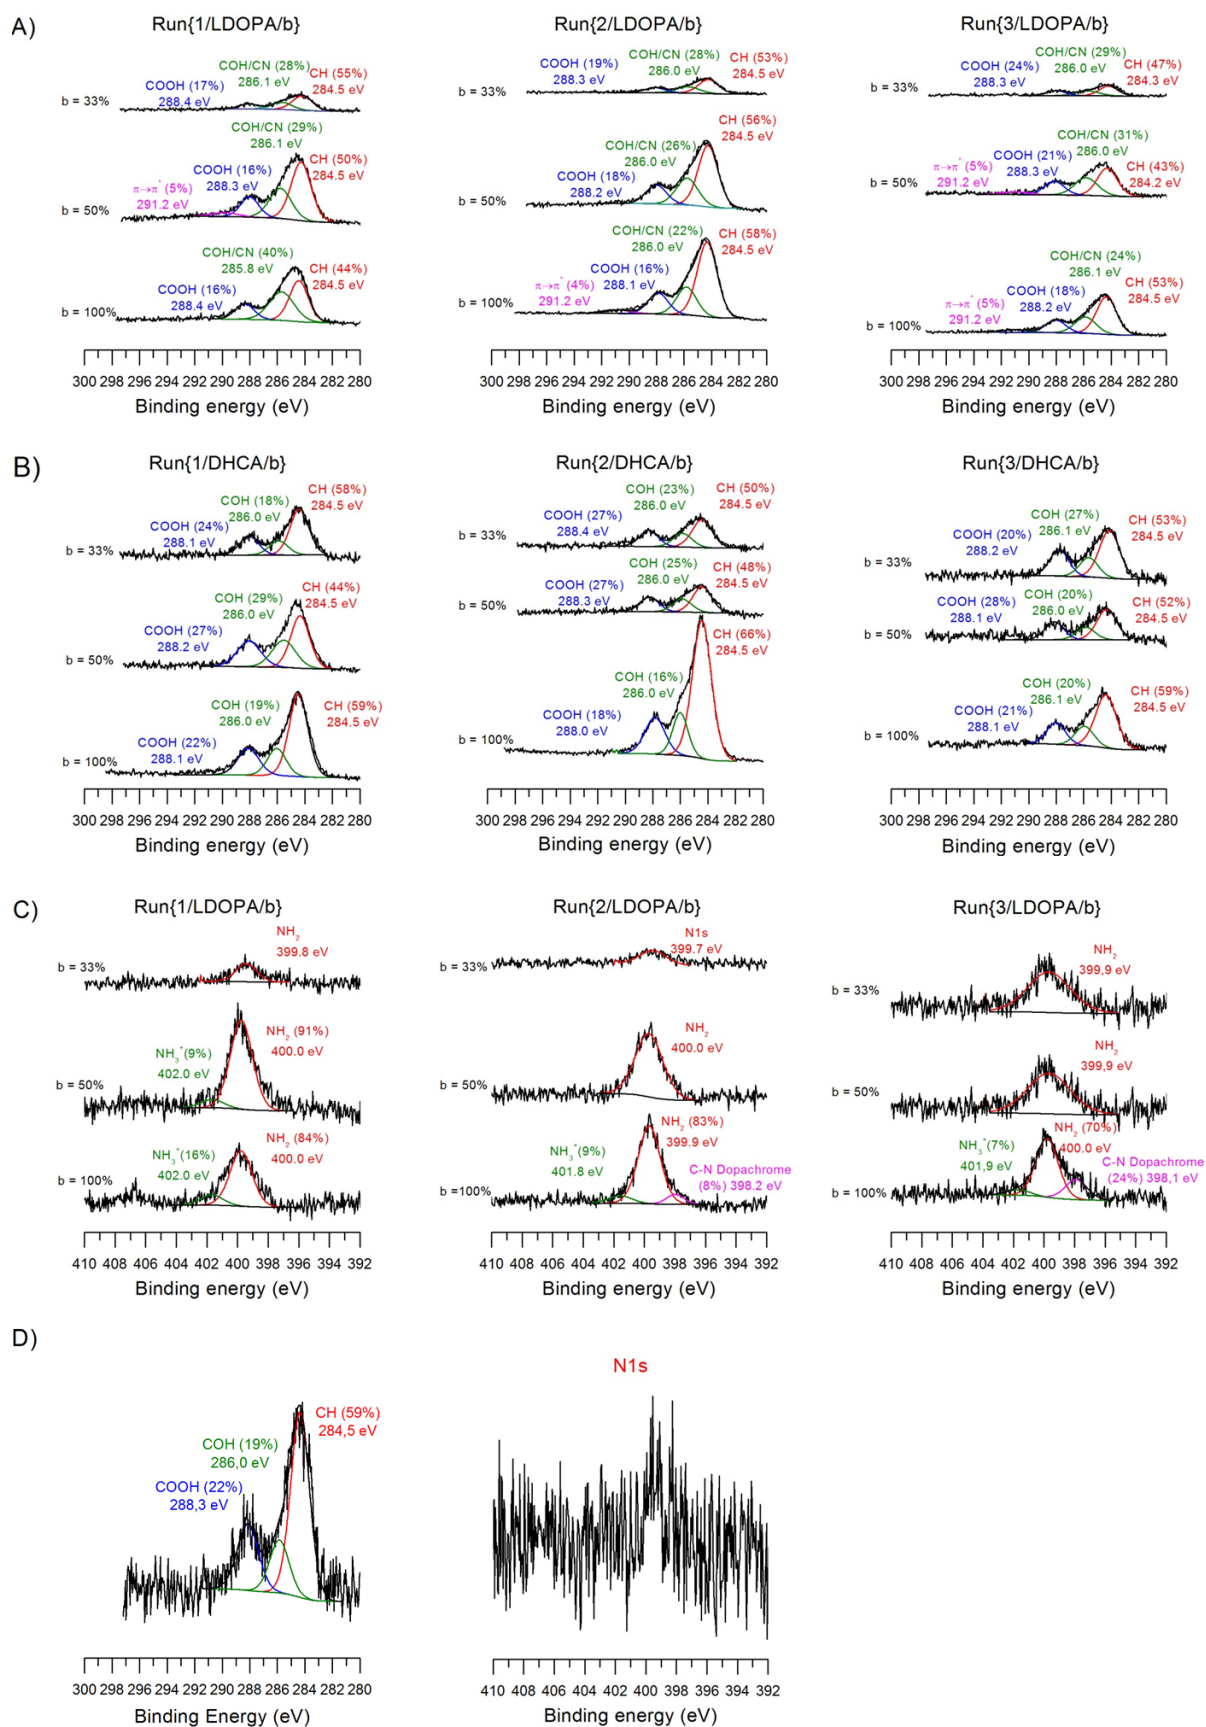 A)
Run{1/LDOPA/b}
b = 33%
COOH (17%)
288.4 eV
COH/CN (28%)
286.1 eV
CH (55%)
284.5 eV
b = 50%
π→π* (5%)
291.2 eV
COOH (16%)
288.3 eV
COH/CN (29%)
286.1 eV
CH (50%)
284.5 eV
b = 100%
COOH (16%)
288.4 eV
COH/CN (40%)
285.8 eV
CH (44%)
284.5 eV
300 298 296 294 292 290 288 286 284 282 280
Binding energy (eV)
Run{2/LDOPA/b}
b = 33%
COOH (19%)
288.3 eV
COH/CN (28%)
286.0 eV
CH (53%)
284.5 eV
b = 50%
COOH (18%)
288.2 eV
COH/CN (26%)
286.0 eV
CH (56%)
284.5 eV
b = 100%
π→π* (4%)
291.2 eV
COOH (16%)
288.1 eV
COH/CN (22%)
286.0 eV
CH (58%)
284.5 eV
300 298 296 294 292 290 288 286 284 282 280
Binding energy (eV)
Run{3/LDOPA/b}
b = 33%
COOH (24%)
288.3 eV
COH/CN (29%)
286.0 eV
CH (47%)
284.3 eV
b = 50%
π→π* (5%)
291.2 eV
COOH (21%)
288.3 eV
COH/CN (31%)
286.0 eV
CH (43%)
284.2 eV
b = 100%
π→π* (5%)
291.2 eV
COOH (18%)
288.2 eV
COH/CN (24%)
286.1 eV
CH (53%)
284.5 eV
300 298 296 294 292 290 288 286 284 282 280
Binding energy (eV)
B)
Run{1/DHCA/b}
b = 33%
COOH (24%)
288.1 eV
COH (18%)
286.0 eV
CH (58%)
284.5 eV
b = 50%
COOH (27%)
288.2 eV
COH (29%)
286.0 eV
CH (44%)
284.5 eV
b = 100%
COOH (22%)
288.1 eV
COH (19%)
286.0 eV
CH (59%)
284.5 eV
300 298 296 294 292 290 288 286 284 282 280
Binding energy (eV)
Run{2/DHCA/b}
b = 33%
COOH (27%)
288.4 eV
COH (23%)
286.0 eV
CH (50%)
284.5 eV
b = 50%
COOH (27%)
288.3 eV
COH (25%)
286.0 eV
CH (48%)
284.5 eV
b = 100%
COOH (18%)
288.0 eV
COH (16%)
286.0 eV
CH (66%)
284.5 eV
300 298 296 294 292 290 288 286 284 282 280
Binding energy (eV)
Run{3/DHCA/b}
b = 33%
COOH (20%)
288.2 eV
COH (27%)
286.1 eV
CH (53%)
284.5 eV
b = 50%
COOH (28%)
288.1 eV
COH (20%)
286.0 eV
CH (52%)
284.5 eV
b = 100%
COOH (21%)
288.1 eV
COH (20%)
286.1 eV
CH (59%)
284.5 eV
300 298 296 294 292 290 288 286 284 282 280
Binding energy (eV)
C)
Run{1/LDOPA/b}
b = 33%
NH₂
399.8 eV
b = 50%
NH₃⁺(9%)
402.0 eV
NH₂ (91%)
400.0 eV
b = 100%
NH₃⁺(16%)
402.0 eV
NH₂ (84%)
400.0 eV
410 408 406 404 402 400 398 396 394 392
Binding energy (eV)
Run{2/LDOPA/b}
b = 33%
N1s
399.7 eV
b = 50%
NH₂
400.0 eV
b =100%
NH₃⁺(9%)
401.8 eV
NH₂ (83%)
399.9 eV
C-N Dopachrome
(8%) 398.2 eV
410 408 406 404 402 400 398 396 394 392
Binding energy (eV)
Run{3/LDOPA/b}
b = 33%
NH₂
399,9 eV
b = 50%
NH₂
399,9 eV
b = 100%
NH₃⁺(7%)
401,9 eV
NH₂ (70%)
400.0 eV
C-N Dopachrome
(24%) 398,1 eV
410 408 406 404 402 400 398 396 394 392
Binding energy (eV)
D)
COOH (22%)
288,3 eV
COH (19%)
286,0 eV
CH (59%)
284,5 eV
300 298 296 294 292 290 288 286 284 282 280
Binding Energy (eV)
N1s
410 408 406 404 402 400 398 396 394 392
Binding energy (eV)